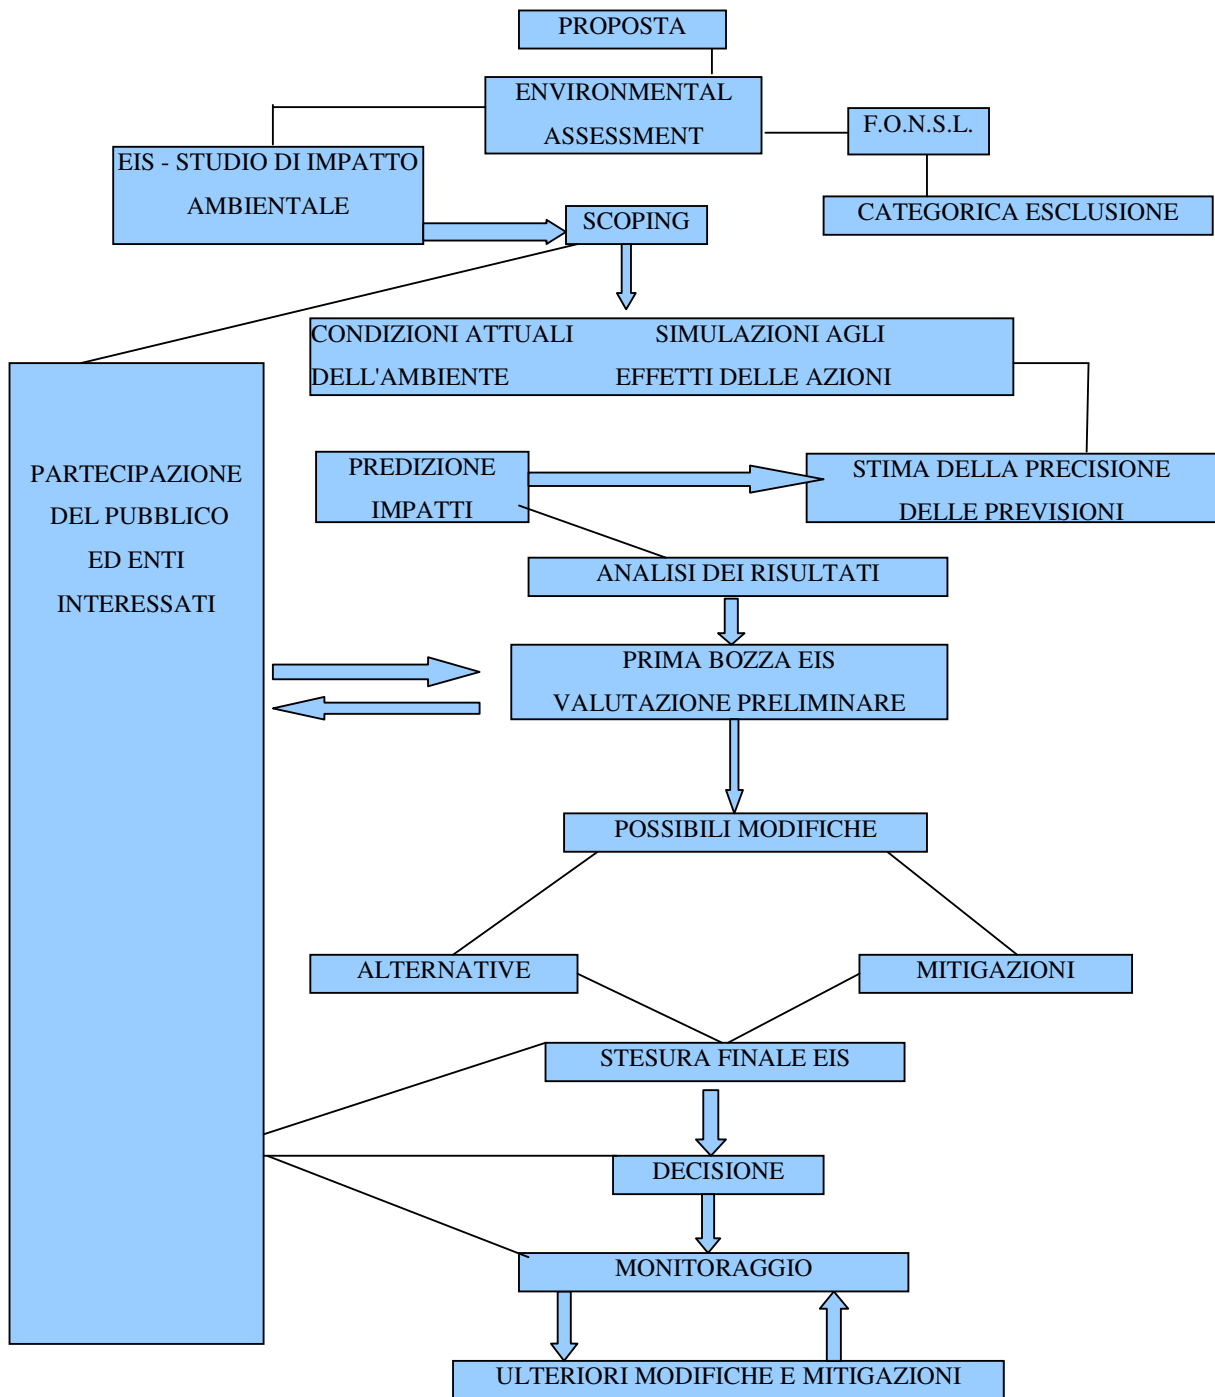 PROPOSTA
ENVIRONMENTAL
ASSESSMENT
F.O.N.S.L.
EIS - STUDIO DI IMPATTO
AMBIENTALE
CATEGORICA ESCLUSIONE
SCOPING
CONDIZIONI ATTUALI SIMULAZIONI AGLI
DELL'AMBIENTE EFFETTI DELLE AZIONI
PARTECIPAZIONE
DEL PUBBLICO
ED ENTI
INTERESSATI
PREDIZIONE
IMPATTI
STIMA DELLA PRECISIONE
DELLE PREVISIONI
ANALISI DEI RISULTATI
PRIMA BOZZA EIS
VALUTAZIONE PRELIMINARE
POSSIBILI MODIFICHE
ALTERNATIVE
MITIGAZIONI
STESURA FINALE EIS
DECISIONE
MONITORAGGIO
ULTERIORI MODIFICHE E MITIGAZIONI